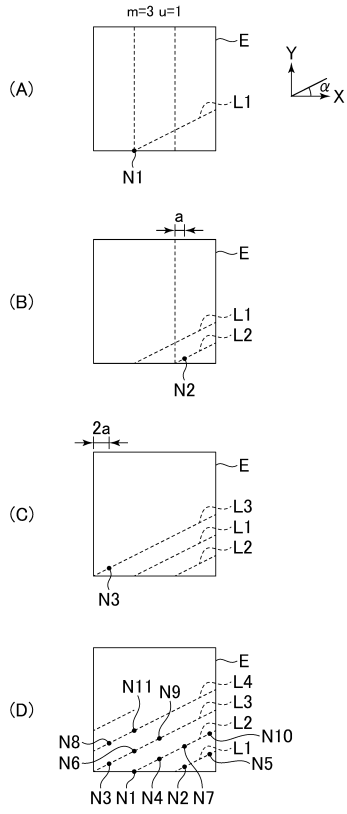 m=3 u=1
(A)
E
L1
N1
Y
α
X
a
(B)
E
L1
L2
N2
2a
(C)
E
L3
L1
L2
N3
(D)
E
L4
N11 N9
L3
N8
L2
N6
N10
L1
N3 N1 N4 N2 N7 N5